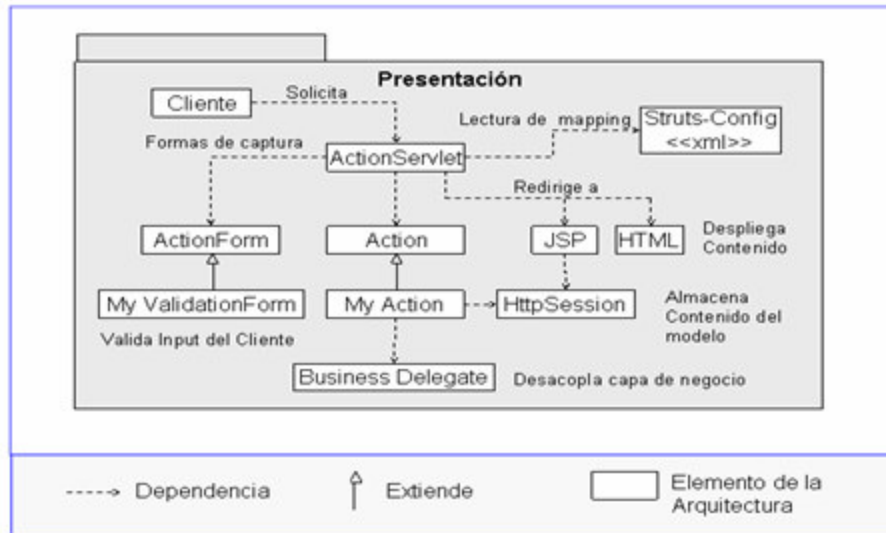 Presentación
Cliente
Solicita
Lectura de mapping
Struts-Config
<<xml>>
Formas de captura
ActionServlet
Redirige a
ActionForm
Action
JSP
HTML
Despliega
Contenido
My ValidationForm
My Action
HttpSession
Almacena
Contenido del
modelo
Valida Input del Cliente
Business Delegate
Desacopla capa de negocio
Dependencia
Extiende
Elemento de la
Arquitectura